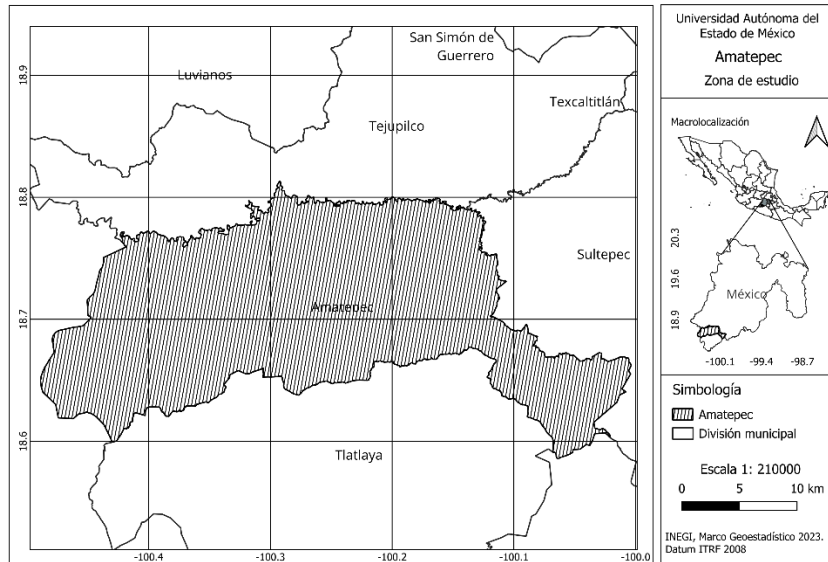 San Simón de
Guerrero
Luvianos
Texcaltitlán
Tejupilco
Sultepec
Amatepec
Tlatlaya
18.9
18.8
18.7
18.6
-100.4
-100.3
-100.2
-100.1
-100.0
Universidad Autónoma del
Estado de México
Amatepec
Zona de estudio
Macrolocalización
México
20.3
19.6
18.9
-100.1
-99.4
-98.7
Simbología
Amatepec
División municipal
Escala 1: 210000
0
5
10 km
INEGI, Marco Geoestadístico 2023.
Datum ITRF 2008